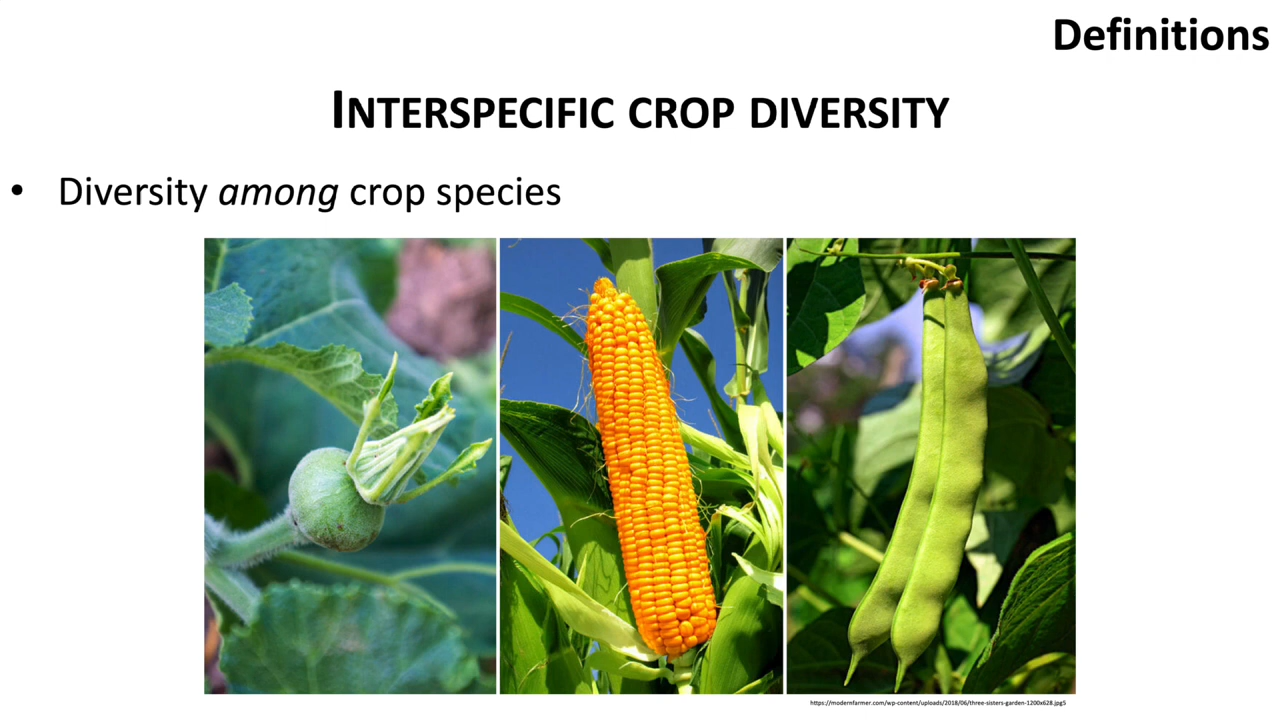 Definitions
INTERSPECIFIC CROP DIVERSITY
• Diversity among crop species
https://modernfarmer.com/wp-content/uploads/2018/06/three-sisters-garden-1200x628.jpg5